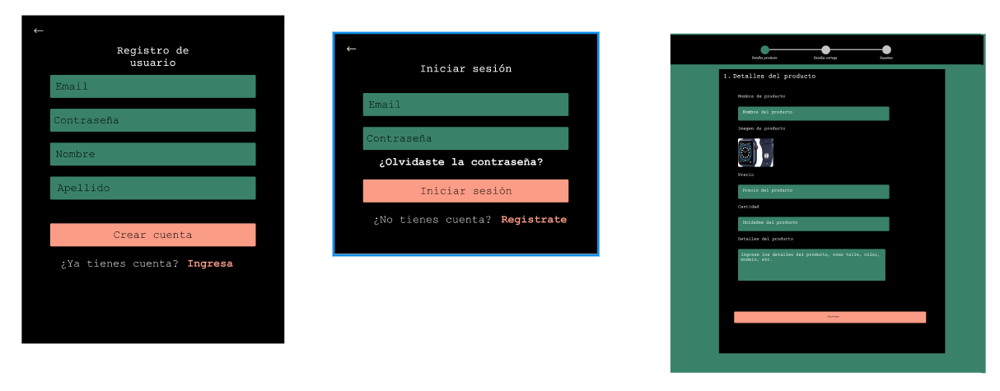 ←
Registro de
usuario
Email
Contraseña
Nombre
Apellido
Crear cuenta
¿Ya tienes cuenta? Ingresa
←
Iniciar sesión
Email
Contraseña
¿Olvidaste la contraseña?
Iniciar sesión
¿No tienes cuenta? Registrate
Detalles producto Detalles entrega Resumen
1. Detalles del producto
Nombre de producto
Nombre del producto
Imagen de producto
Precio
Precio del producto
Cantidad
Unidades del producto
Detalles del producto
Ingresa los detalles del producto, como talle, color,
modelo, etc.